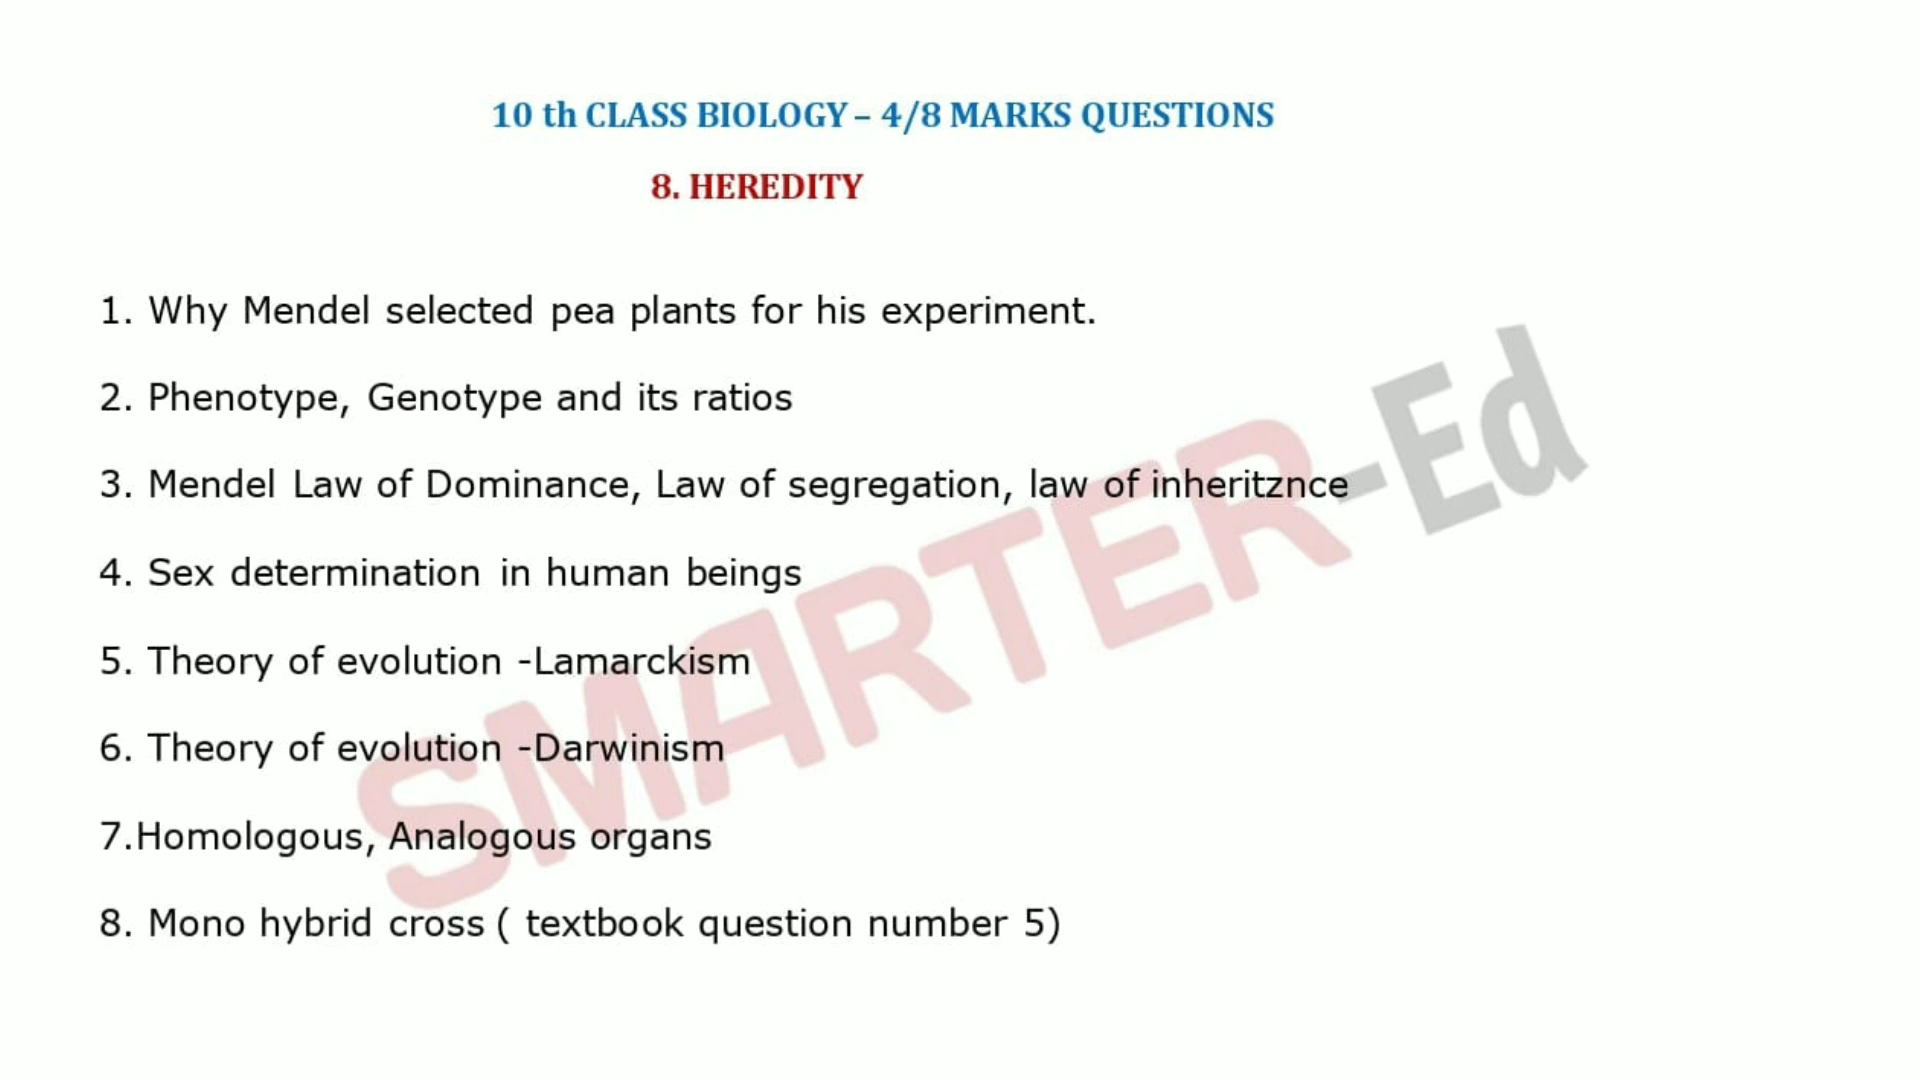 10 th CLASS BIOLOGY – 4/8 MARKS QUESTIONS
8. HEREDITY
1. Why Mendel selected pea plants for his experiment.
2. Phenotype, Genotype and its ratios
3. Mendel Law of Dominance, Law of segregation, law of inheritznce
4. Sex determination in human beings
5. Theory of evolution -Lamarckism
6. Theory of evolution -Darwinism
7.Homologous, Analogous organs
8. Mono hybrid cross ( textbook question number 5)
SMARTER-Ed